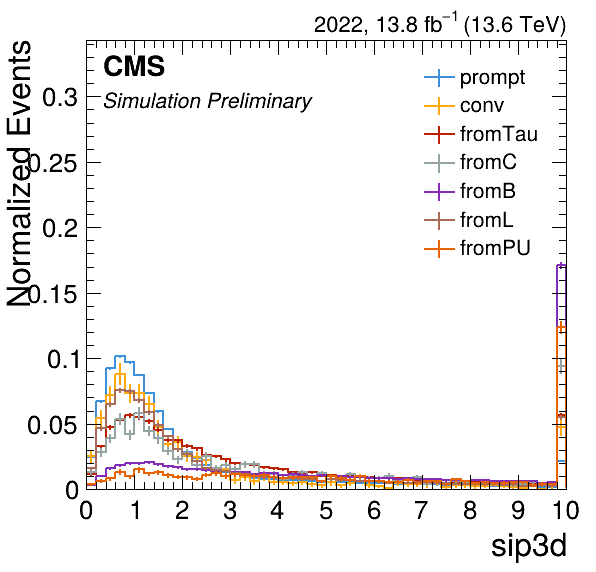 2022, 13.8 fb⁻¹ (13.6 TeV)
CMS
Simulation Preliminary
prompt
conv
fromTau
fromC
fromB
fromL
fromPU
Normalized Events
0.3
0.25
0.2
0.15
0.1
0.05
0
0 1 2 3 4 5 6 7 8 9 10
sip3d